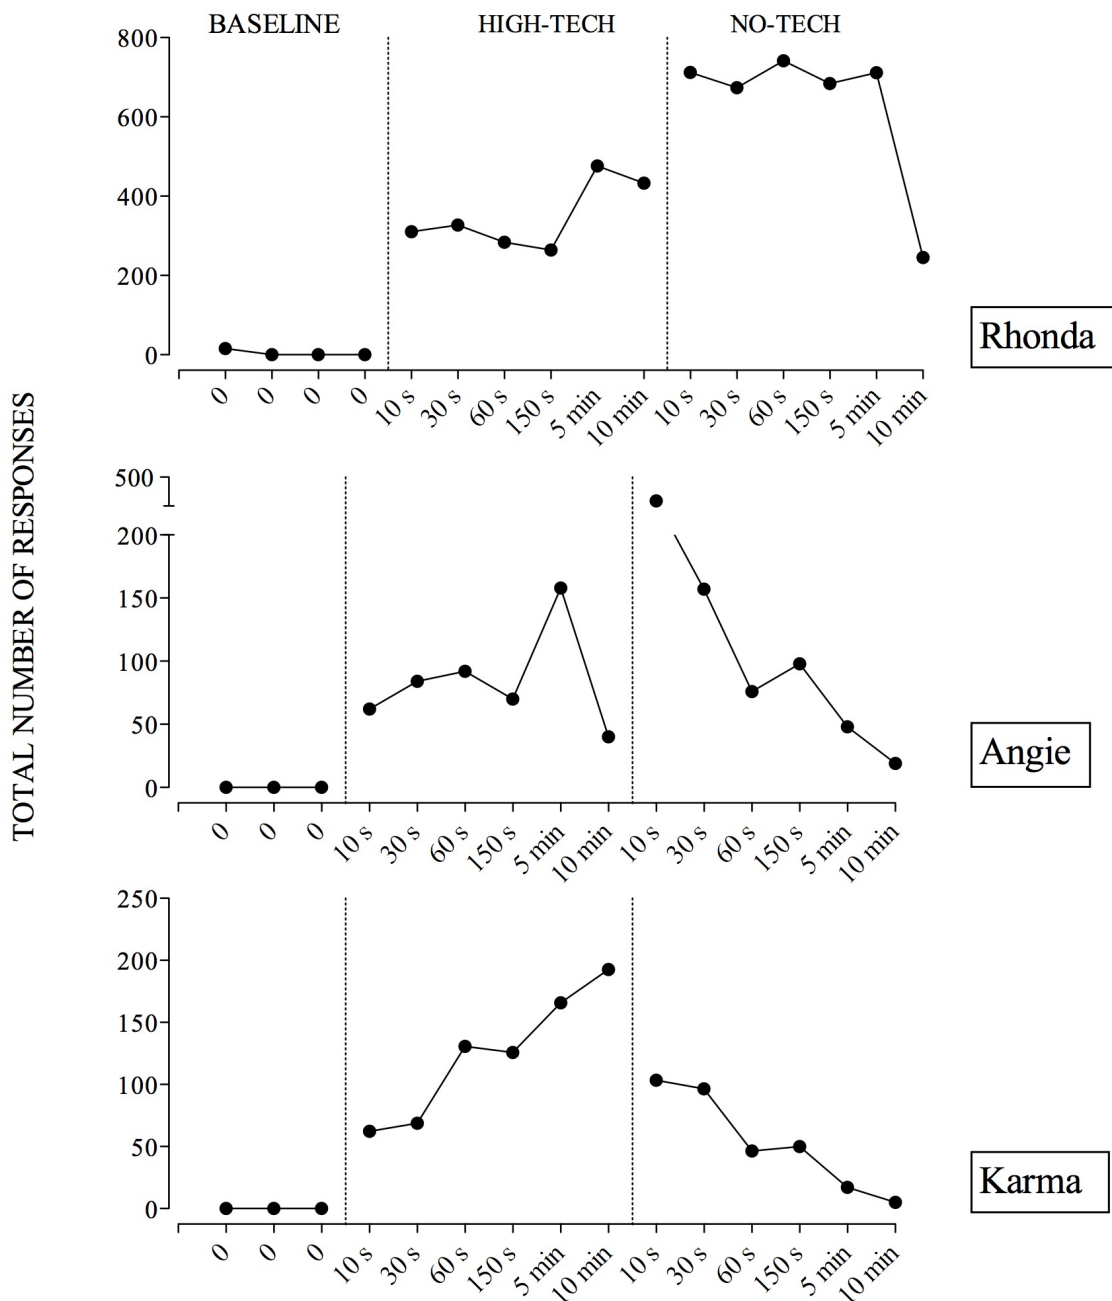 BASELINE HIGH-TECH NO-TECH
TOTAL NUMBER OF RESPONSES
800
600
400
200
0
0 0 0 0 10 s 30 s 60 s 150 s 5 min 10 min 10 s 30 s 60 s 150 s 5 min 10 min
Rhonda
500
200
150
100
50
0
0 0 0 10 s 30 s 60 s 150 s 5 min 10 min 10 s 30 s 60 s 150 s 5 min 10 min
Angie
250
200
150
100
50
0
0 0 0 10 s 30 s 60 s 150 s 5 min 10 min 10 s 30 s 60 s 150 s 5 min 10 min
Karma